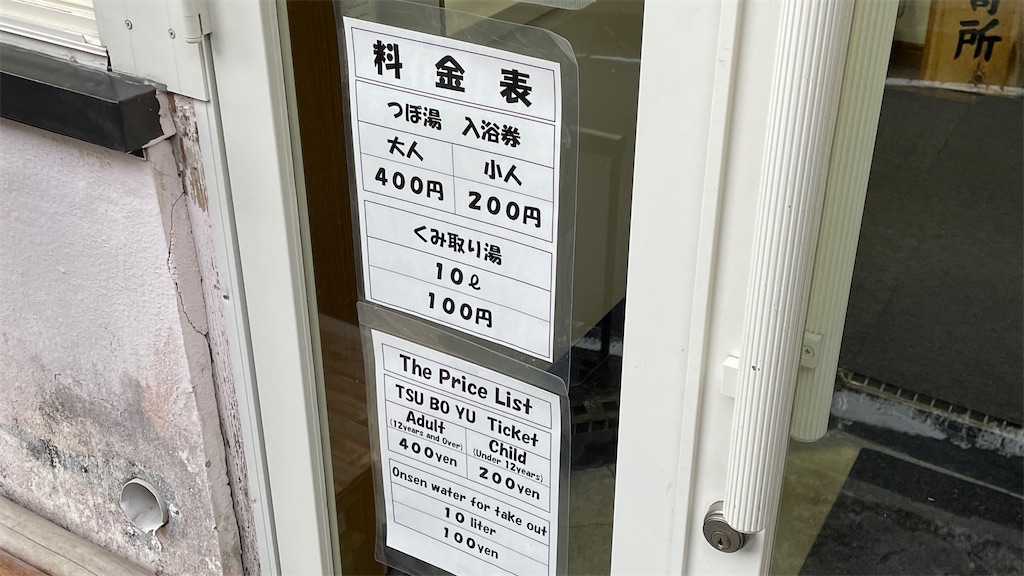 料金表
つぼ湯 入浴券
大人 小人
400円 200円
くみ取り湯
10ℓ
100円
The Price List
TSU BO YU Ticket
Adult Child
(12years and Over) (Under 12years)
400yen 200yen
Onsen water for take out
10 liter
100yen
所